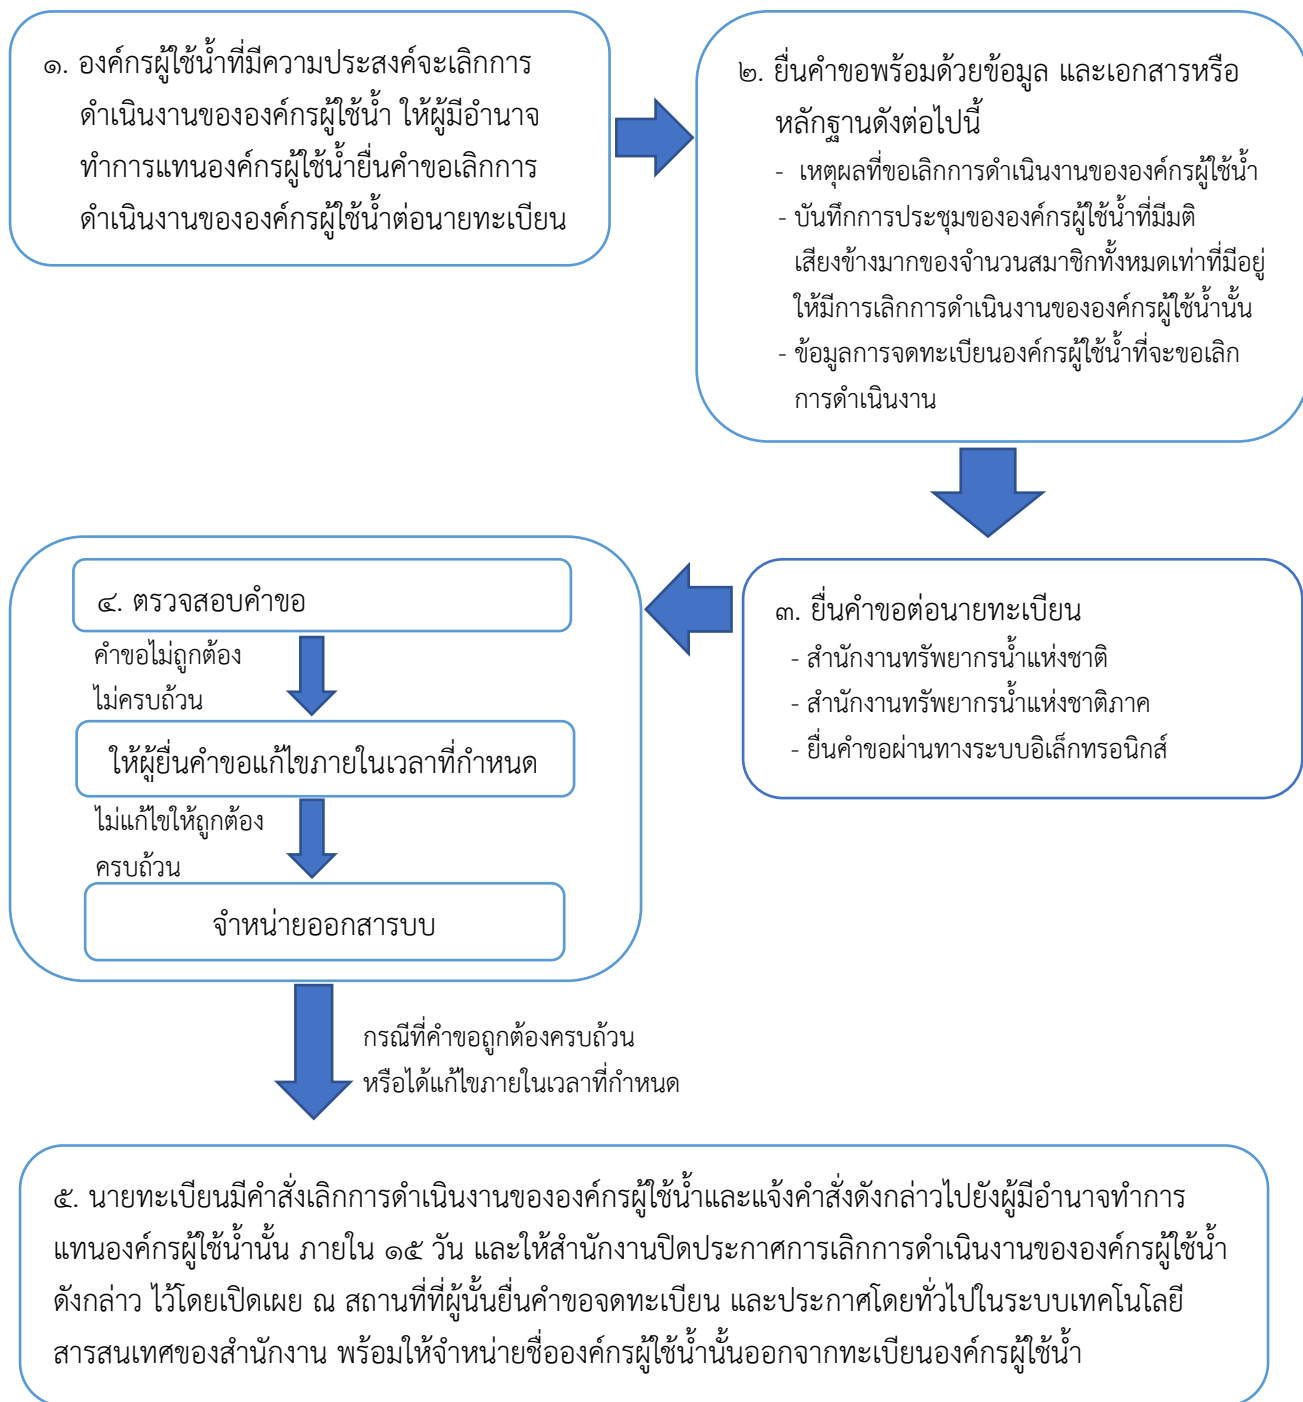 ๑. องค์กรผู้ใช้น้ำที่มีความประสงค์จะเลิกการ
ดำเนินงานขององค์กรผู้ใช้น้ำ ให้ผู้มีอำนาจ
ทำการแทนองค์กรผู้ใช้น้ำยื่นคำขอเลิกการ
ดำเนินงานขององค์กรผู้ใช้น้ำต่อนายทะเบียน
๒. ยื่นคำขอพร้อมด้วยข้อมูล และเอกสารหรือ
หลักฐานดังต่อไปนี้
- เหตุผลที่ขอเลิกการดำเนินงานขององค์กรผู้ใช้น้ำ
- บันทึกการประชุมขององค์กรผู้ใช้น้ำที่มีมติ
เสียงข้างมากของจำนวนสมาชิกทั้งหมดเท่าที่มีอยู่
ให้มีการเลิกการดำเนินงานขององค์กรผู้ใช้น้ำนั้น
- ข้อมูลการจดทะเบียนองค์กรผู้ใช้น้ำที่จะขอเลิก
การดำเนินงาน
๓. ยื่นคำขอต่อนายทะเบียน
- สำนักงานทรัพยากรน้ำแห่งชาติ
- สำนักงานทรัพยากรน้ำแห่งชาติภาค
- ยื่นคำขอผ่านทางระบบอิเล็กทรอนิกส์
๔. ตรวจสอบคำขอ
คำขอไม่ถูกต้อง
ไม่ครบถ้วน
ให้ผู้ยื่นคำขอแก้ไขภายในเวลาที่กำหนด
ไม่แก้ไขให้ถูกต้อง
ครบถ้วน
จำหน่ายออกสารบบ
กรณีที่คำขอถูกต้องครบถ้วน
หรือได้แก้ไขภายในเวลาที่กำหนด
๕. นายทะเบียนมีคำสั่งเลิกการดำเนินงานขององค์กรผู้ใช้น้ำและแจ้งคำสั่งดังกล่าวไปยังผู้มีอำนาจทำการ
แทนองค์กรผู้ใช้น้ำนั้น ภายใน ๑๕ วัน และให้สำนักงานปิดประกาศการเลิกการดำเนินงานขององค์กรผู้ใช้น้ำ
ดังกล่าว ไว้โดยเปิดเผย ณ สถานที่ที่ผู้นั้นยื่นคำขอจดทะเบียน และประกาศโดยทั่วไปในระบบเทคโนโลยี
สารสนเทศของสำนักงาน พร้อมให้จำหน่ายชื่อองค์กรผู้ใช้น้ำนั้นออกจากทะเบียนองค์กรผู้ใช้น้ำ